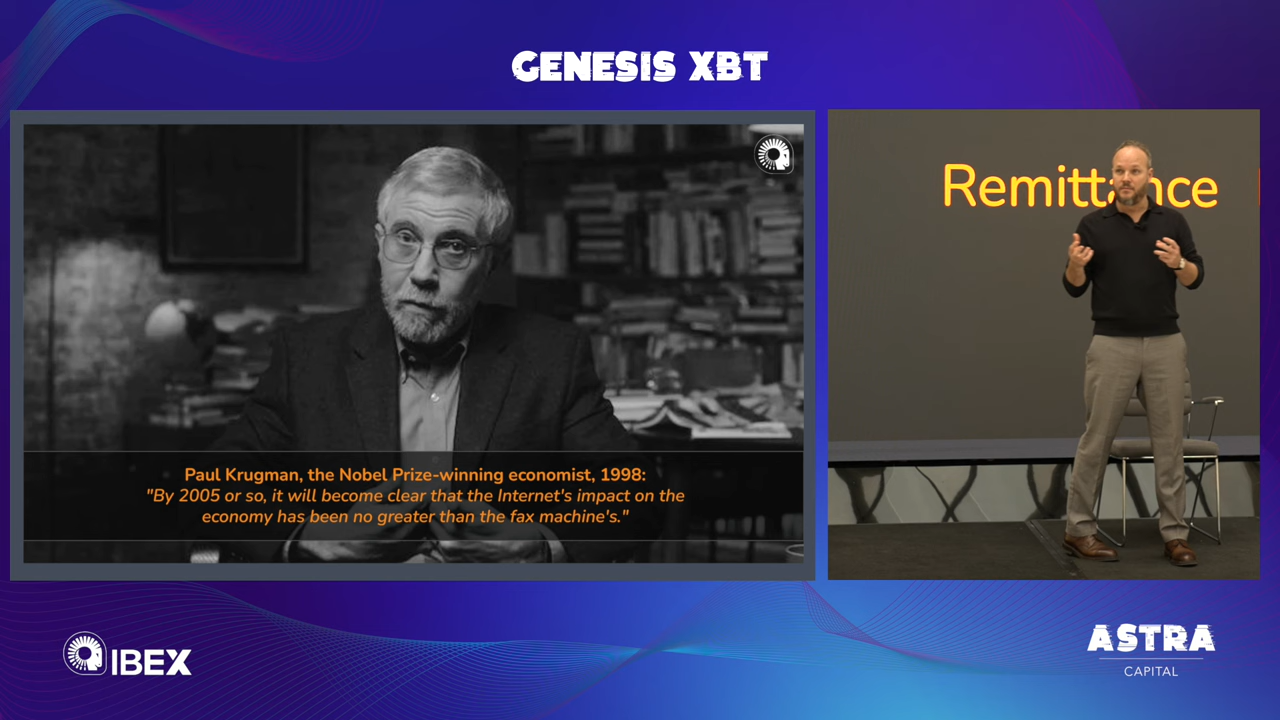 GENESIS XBT
Paul Krugman, the Nobel Prize-winning economist, 1998:
"By 2005 or so, it will become clear that the Internet's impact on the
economy has been no greater than the fax machine's."
Remittance
IBEX
ASTRA
CAPITAL